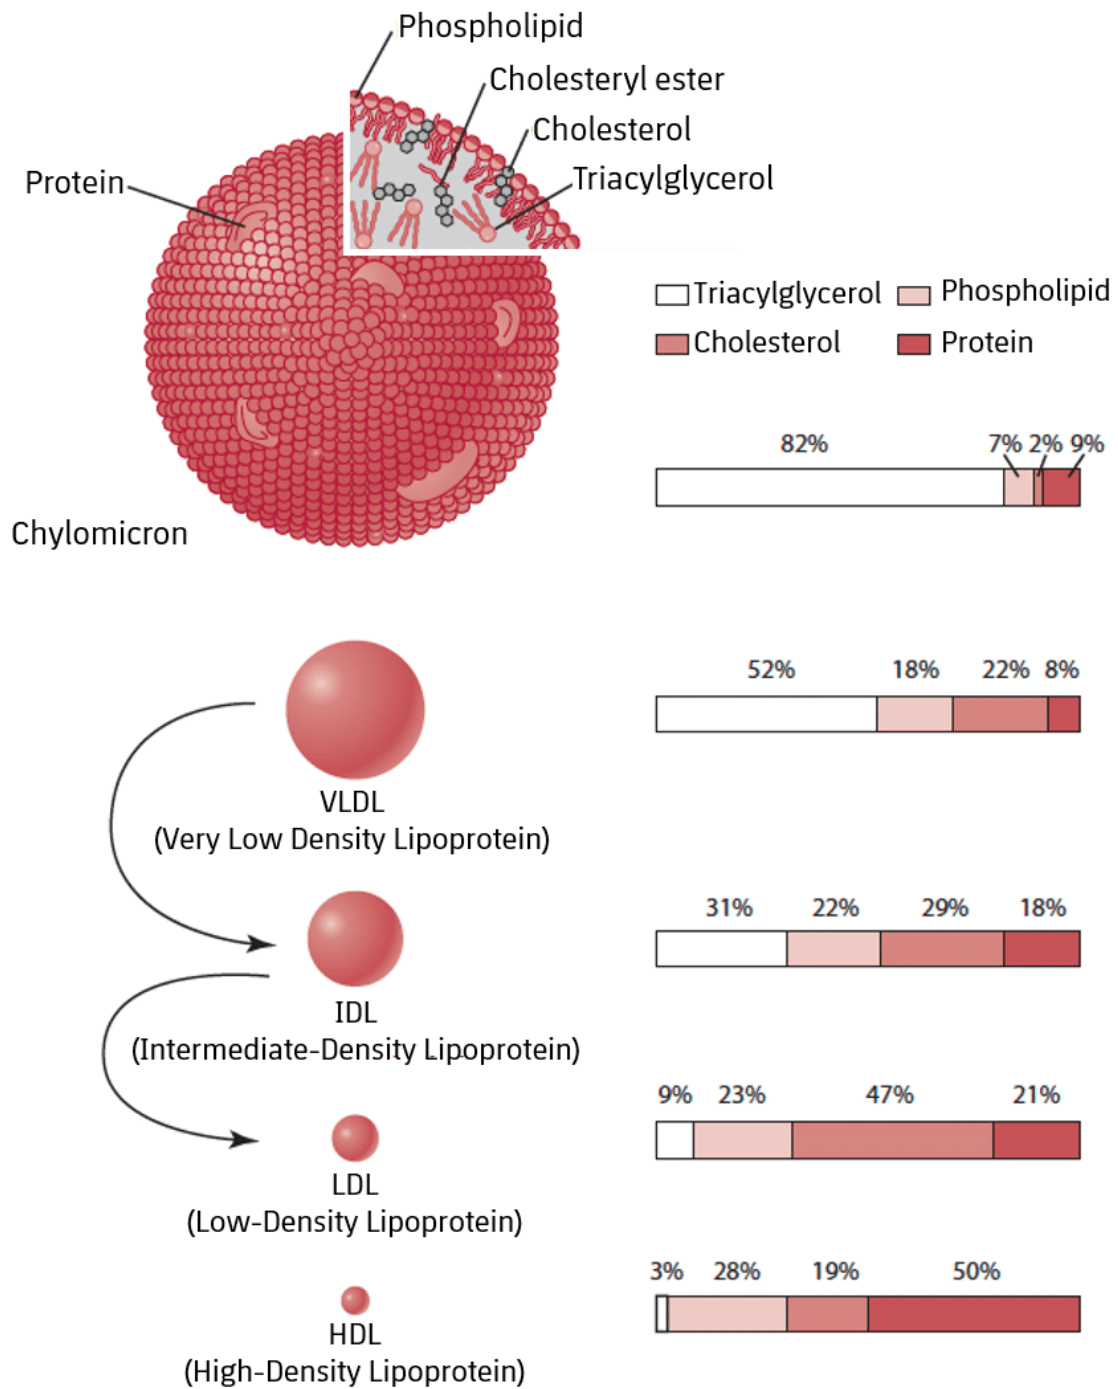 Phospholipid
Cholesteryl ester
Cholesterol
Triacylglycerol
Protein
Chylomicron
Triacylglycerol Phospholipid
Cholesterol Protein
82% 7% 2% 9%
52% 18% 22% 8%
VLDL
(Very Low Density Lipoprotein)
31% 22% 29% 18%
IDL
(Intermediate-Density Lipoprotein)
9% 23% 47% 21%
LDL
(Low-Density Lipoprotein)
3% 28% 19% 50%
HDL
(High-Density Lipoprotein)